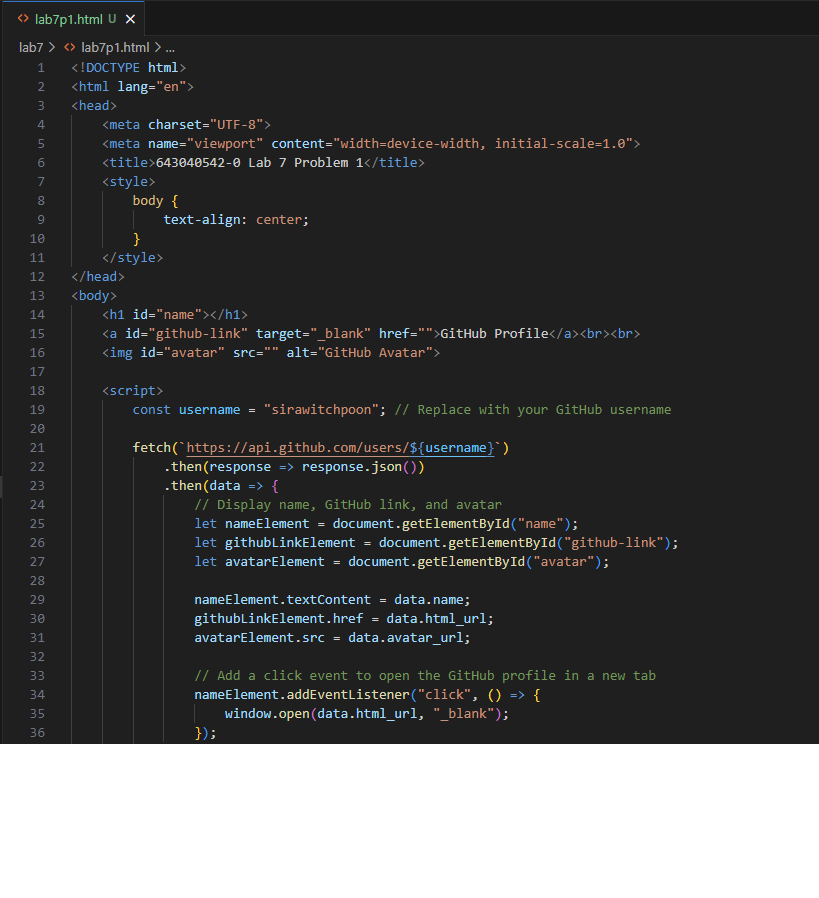 lab7p1.html U ×
lab7 > lab7p1.html > ...
1 <!DOCTYPE html>
2 <html lang="en">
3 <head>
4     <meta charset="UTF-8">
5     <meta name="viewport" content="width=device-width, initial-scale=1.0">
6     <title>643040542-0 Lab 7 Problem 1</title>
7     <style>
8         body {
9             text-align: center;
10         }
11     </style>
12 </head>
13 <body>
14     <h1 id="name"></h1>
15     <a id="github-link" target="_blank" href="">GitHub Profile</a><br><br>
16     <img id="avatar" src="" alt="GitHub Avatar">
17
18     <script>
19         const username = "sirawitchpoon"; // Replace with your GitHub username
20
21         fetch(`https://api.github.com/users/${username}`)
22             .then(response => response.json())
23             .then(data => {
24                 // Display name, GitHub link, and avatar
25                 let nameElement = document.getElementById("name");
26                 let githubLinkElement = document.getElementById("github-link");
27                 let avatarElement = document.getElementById("avatar");
28
29                 nameElement.textContent = data.name;
30                 githubLinkElement.href = data.html_url;
31                 avatarElement.src = data.avatar_url;
32
33                 // Add a click event to open the GitHub profile in a new tab
34                 nameElement.addEventListener("click", () => {
35                     window.open(data.html_url, "_blank");
36                 });